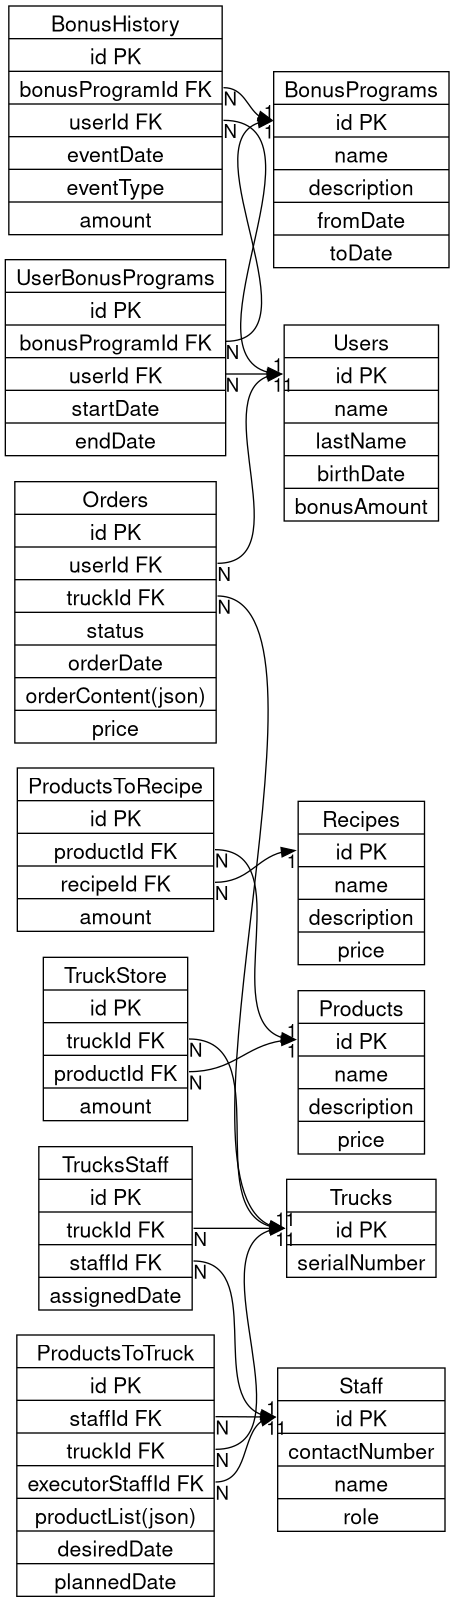 BonusHistory
id PK
bonusProgramId FK
userId FK
eventDate
eventType
amount
N
N
BonusPrograms
id PK
name
description
fromDate
toDate
1
1
UserBonusPrograms
id PK
bonusProgramId FK
userId FK
startDate
endDate
N
N
Users
id PK
name
lastName
birthDate
bonusAmount
1
11
Orders
id PK
userId FK
truckId FK
status
orderDate
orderContent(json)
price
N
N
ProductsToRecipe
id PK
productId FK
recipeId FK
amount
N
N
Recipes
id PK
name
description
price
1
TruckStore
id PK
truckId FK
productId FK
amount
N
N
Products
id PK
name
description
price
1
1
TrucksStaff
id PK
truckId FK
staffId FK
assignedDate
N
N
Trucks
id PK
serialNumber
11
11
ProductsToTruck
id PK
staffId FK
truckId FK
executorStaffId FK
productList(json)
desiredDate
plannedDate
N
N
N
Staff
id PK
contactNumber
name
role
1
11